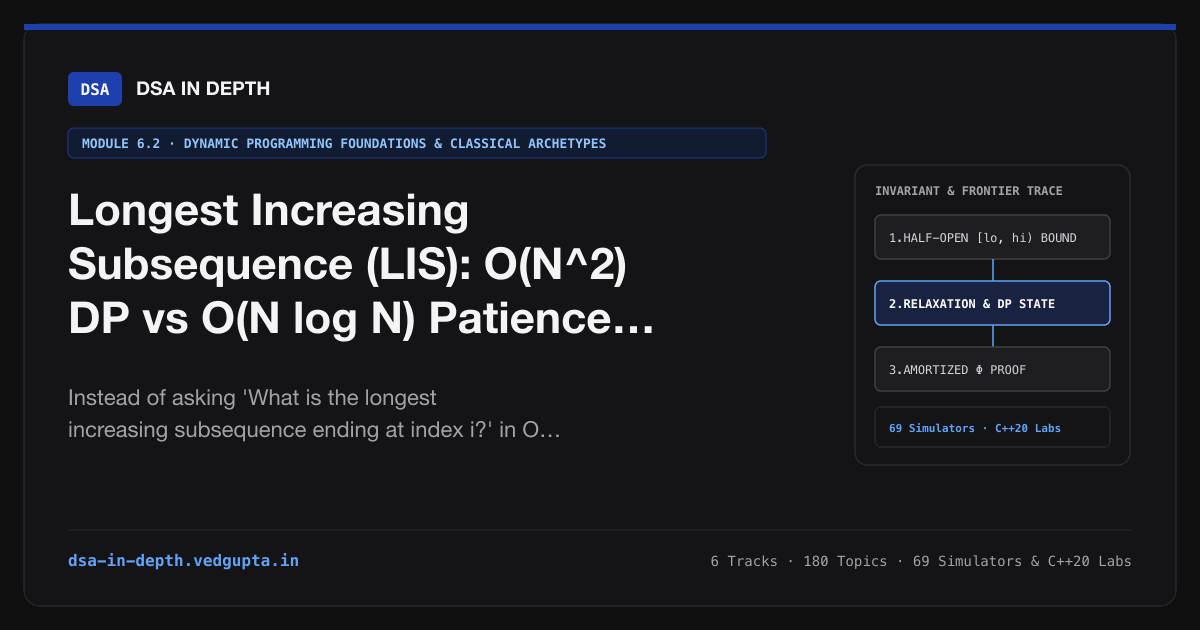 DSA DSA IN DEPTH
MODULE 6.2 · DYNAMIC PROGRAMMING FOUNDATIONS & CLASSICAL ARCHETYPES
Longest Increasing
Subsequence (LIS): O(N^2)
DP vs O(N log N) Patience…
Instead of asking 'What is the longest
increasing subsequence ending at index i?' in O…
INVARIANT & FRONTIER TRACE
1.HALF-OPEN [lo, hi) BOUND
2.RELAXATION & DP STATE
3.AMORTIZED Φ PROOF
69 Simulators · C++20 Labs
dsa-in-depth.vedgupta.in
6 Tracks · 180 Topics · 69 Simulators & C++20 Labs